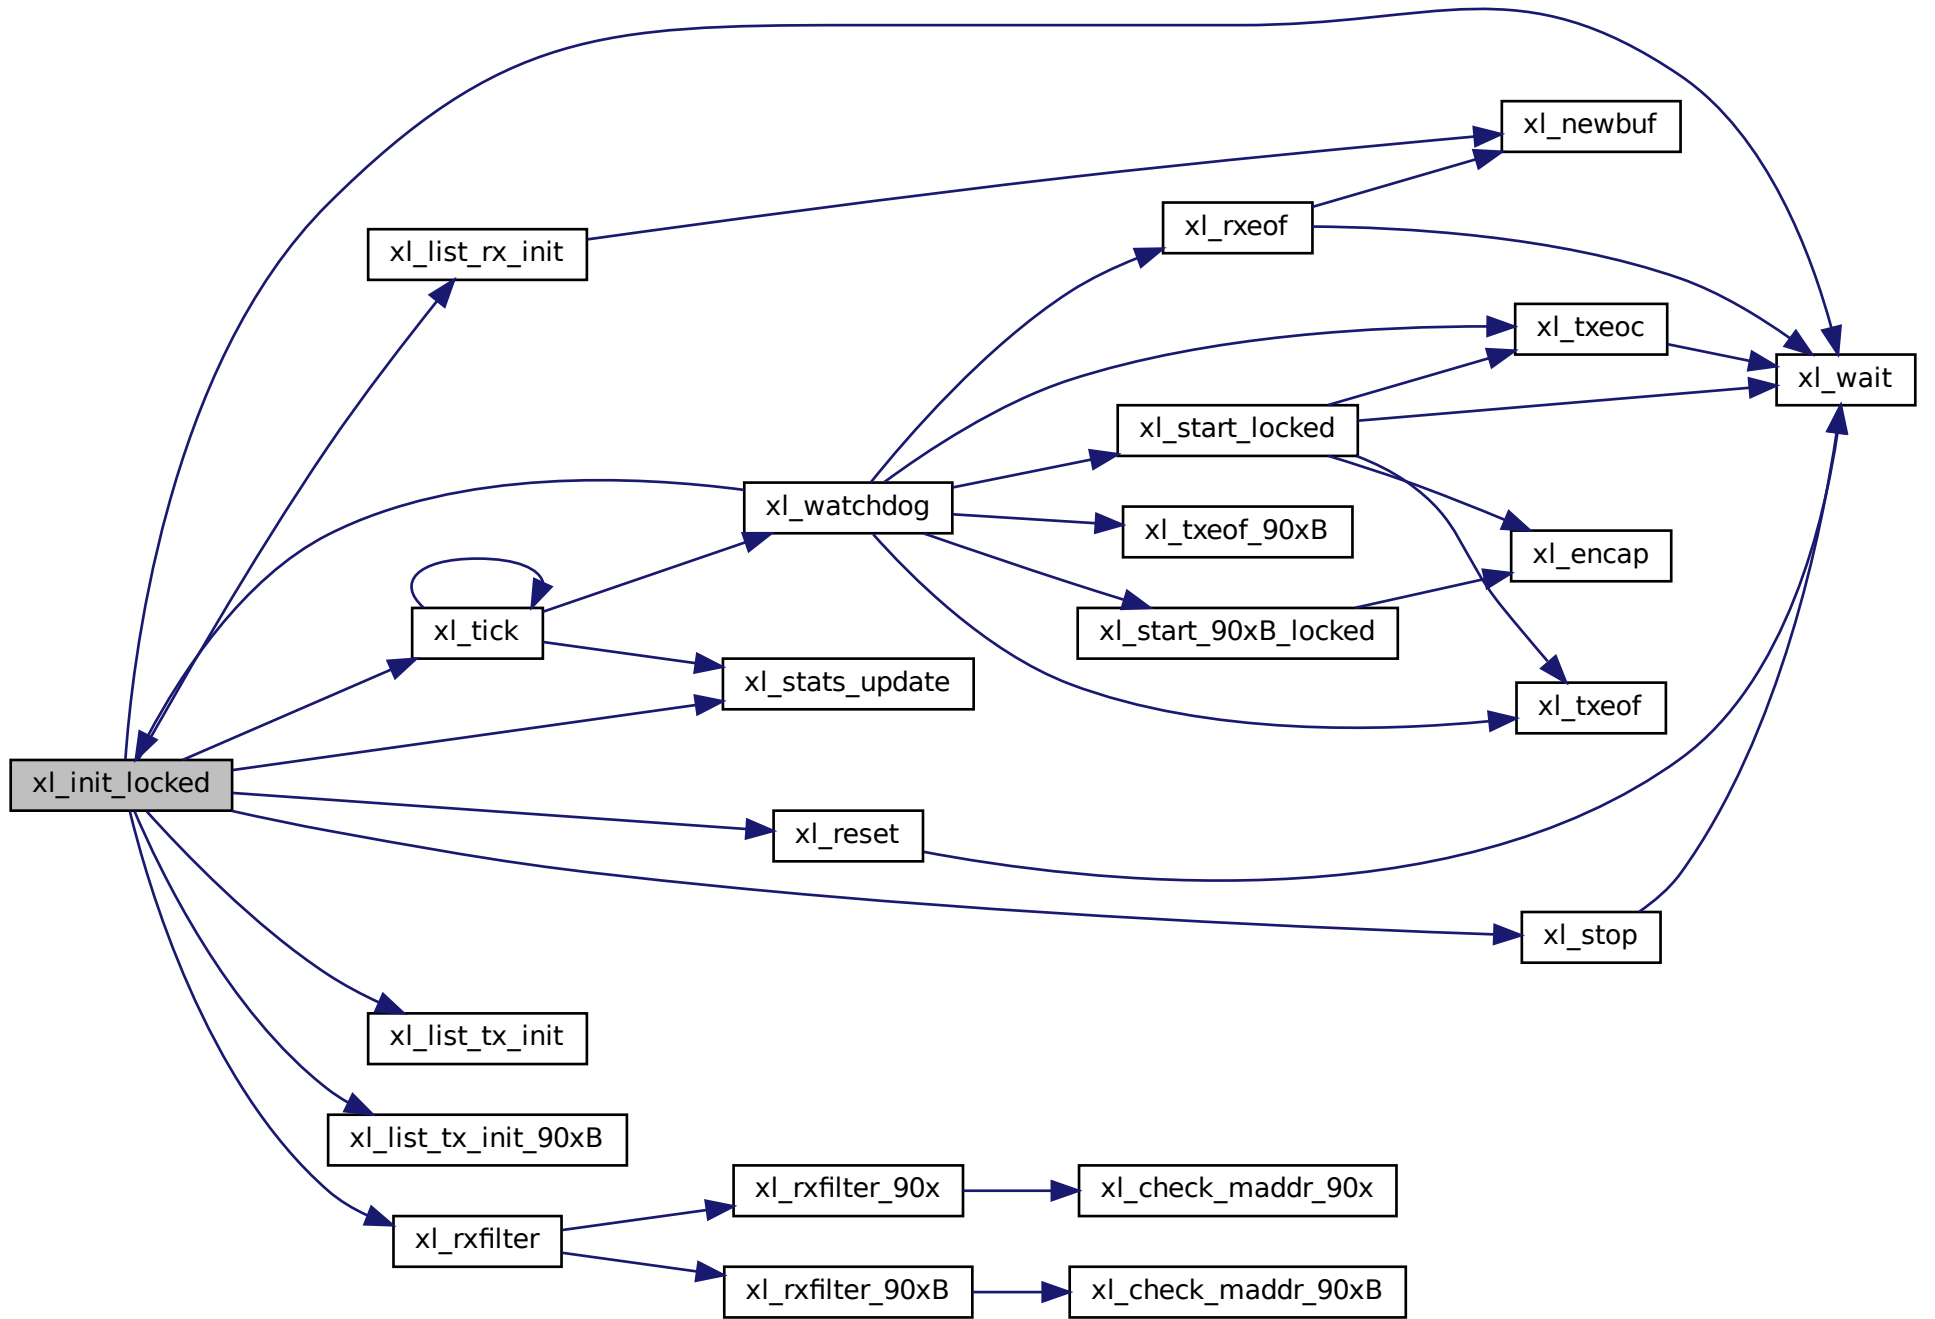 xl_newbuf
xl_rxeof
xl_list_rx_init
xl_txeoc
xl_wait
xl_start_locked
xl_watchdog
xl_txeof_90xB
xl_encap
xl_tick
xl_start_90xB_locked
xl_stats_update
xl_txeof
xl_init_locked
xl_reset
xl_stop
xl_list_tx_init
xl_list_tx_init_90xB
xl_rxfilter_90x
xl_check_maddr_90x
xl_rxfilter
xl_rxfilter_90xB
xl_check_maddr_90xB